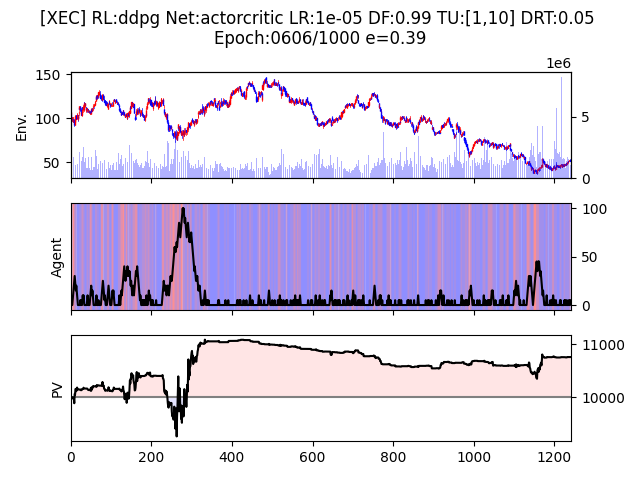 [XEC] RL:ddpg Net:actorcritic LR:1e-05 DF:0.99 TU:[1,10] DRT:0.05
Epoch:0606/1000 e=0.39
1e6
150
100
50
Env.
5
0
Agent
100
50
0
PV
11000
10000
0 200 400 600 800 1000 1200